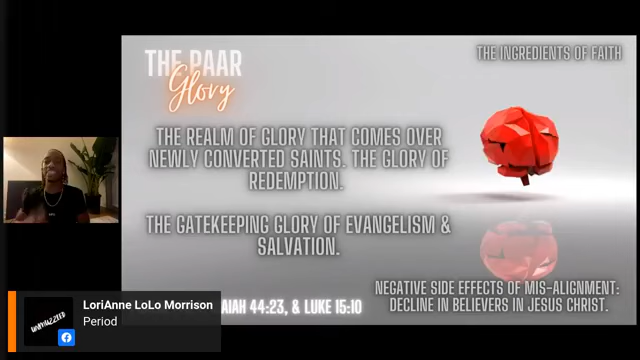 THE PAAR
Glory
THE INGREDIENTS OF FAITH
THE REALM OF GLORY THAT COMES OVER
NEWLY CONVERTED SAINTS. THE GLORY OF
REDEMPTION.
THE GATEKEEPING GLORY OF EVANGELISM &
SALVATION.
AIAH 44:23, & LUKE 15:10
NEGATIVE SIDE EFFECTS OF MIS-ALIGNMENT:
DECLINE IN BELIEVERS IN JESUS CHRIST.
LoriAnne LoLo Morrison
Period